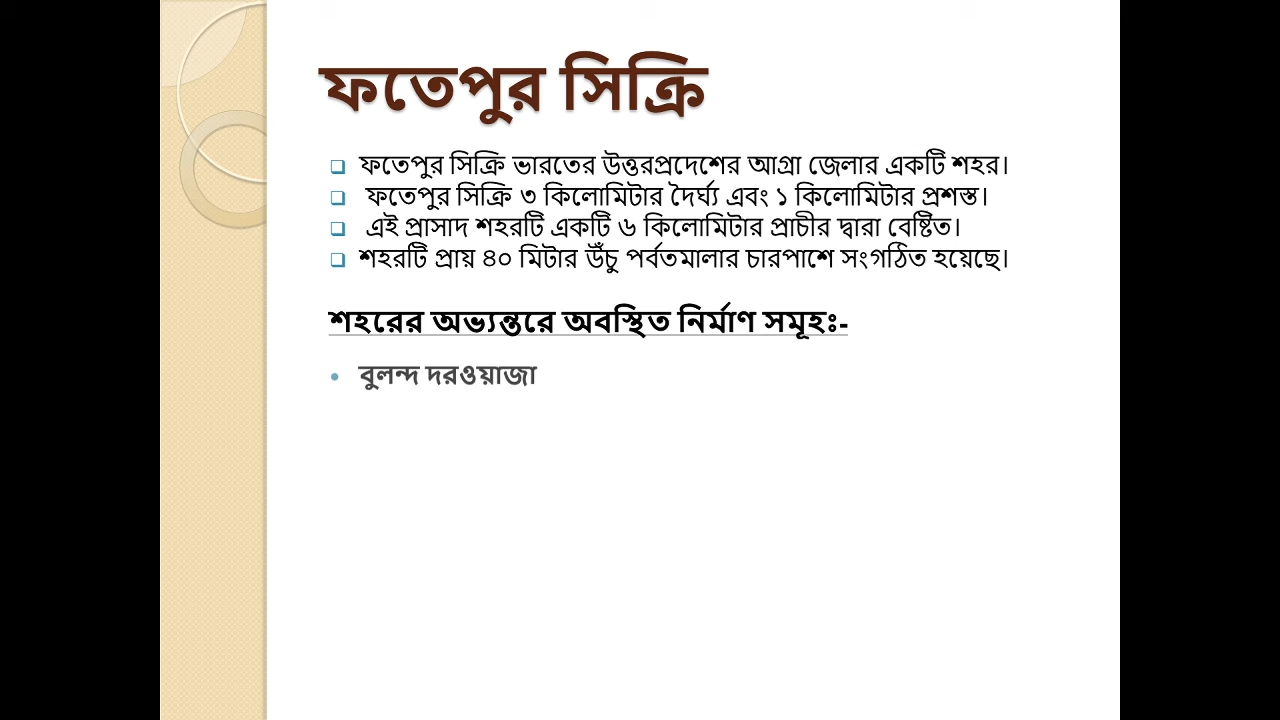 ফতেপুর সিক্রি
ফতেপুর সিক্রি ভারতের উত্তরপ্রদেশের আগ্রা জেলার একটি শহর।
ফতেপুর সিক্রি ৩ কিলোমিটার দৈর্ঘ্য এবং ১ কিলোমিটার প্রশস্ত।
এই প্রাসাদ শহরটি একটি ৬ কিলোমিটার প্রাচীর দ্বারা বেষ্টিত।
শহরটি প্রায় ৪০ মিটার উঁচু পর্বতমালার চারপাশে সংগঠিত হয়েছে।
শহরের অভ্যন্তরে অবস্থিত নির্মাণ সমূহঃ-
বুলন্দ দরওয়াজা